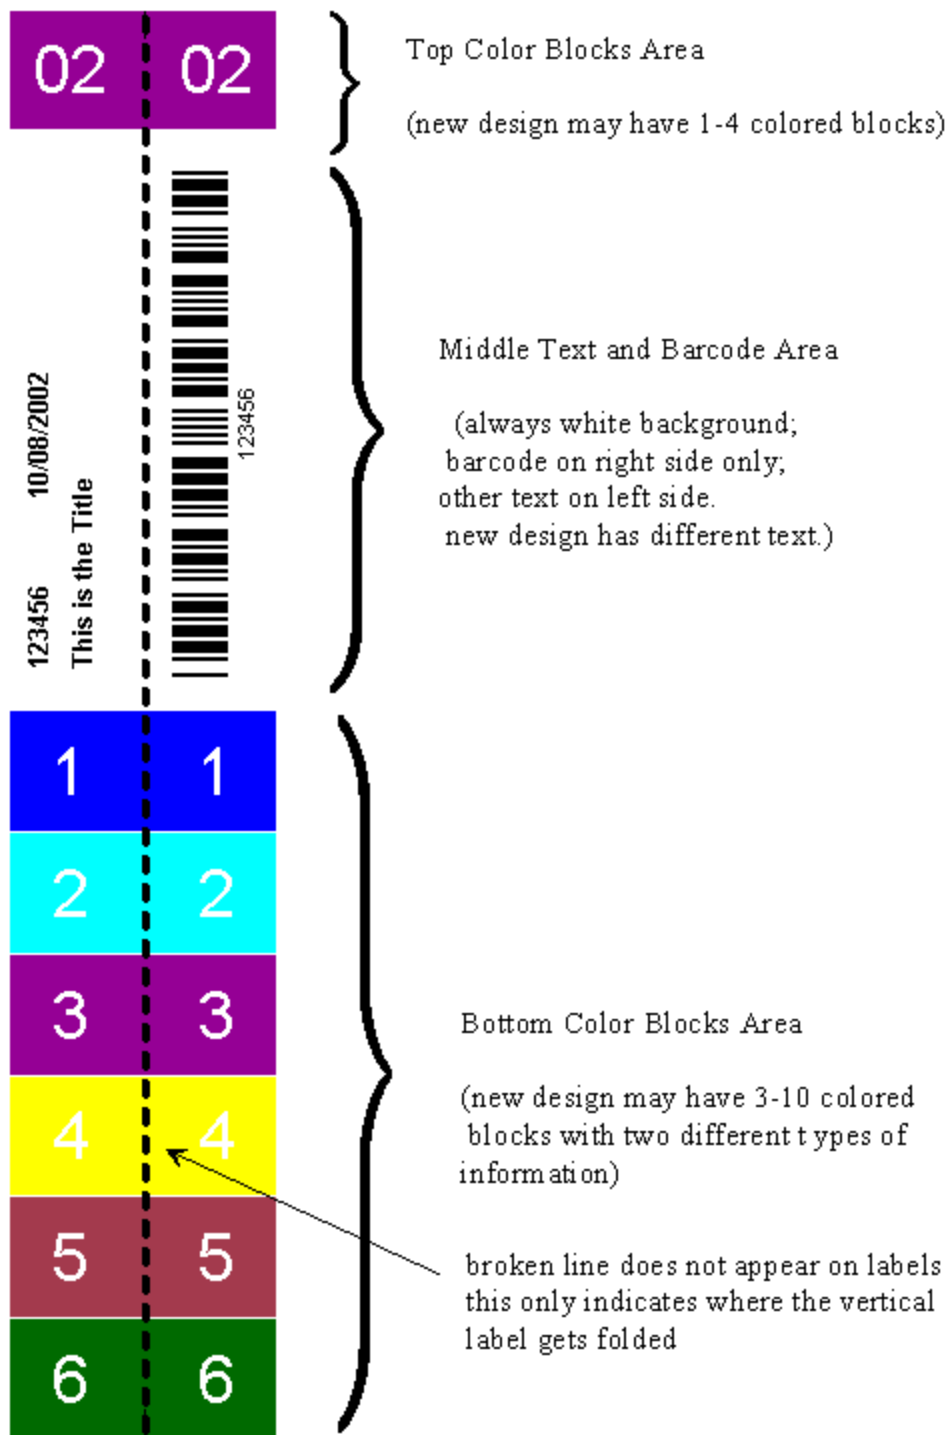 02 02
Top Color Blocks Area
(new design may have 1-4 colored blocks)
123456 10/08/2002
This is the Title
123456
Middle Text and Barcode Area
(always white background;
barcode on right side only;
other text on left side.
new design has different text.)
1 1
2 2
3 3
4 4
5 5
6 6
Bottom Color Blocks Area
(new design may have 3-10 colored
blocks with two different t ypes of
information)
broken line does not appear on labels
this only indicates where the vertical
label gets folded